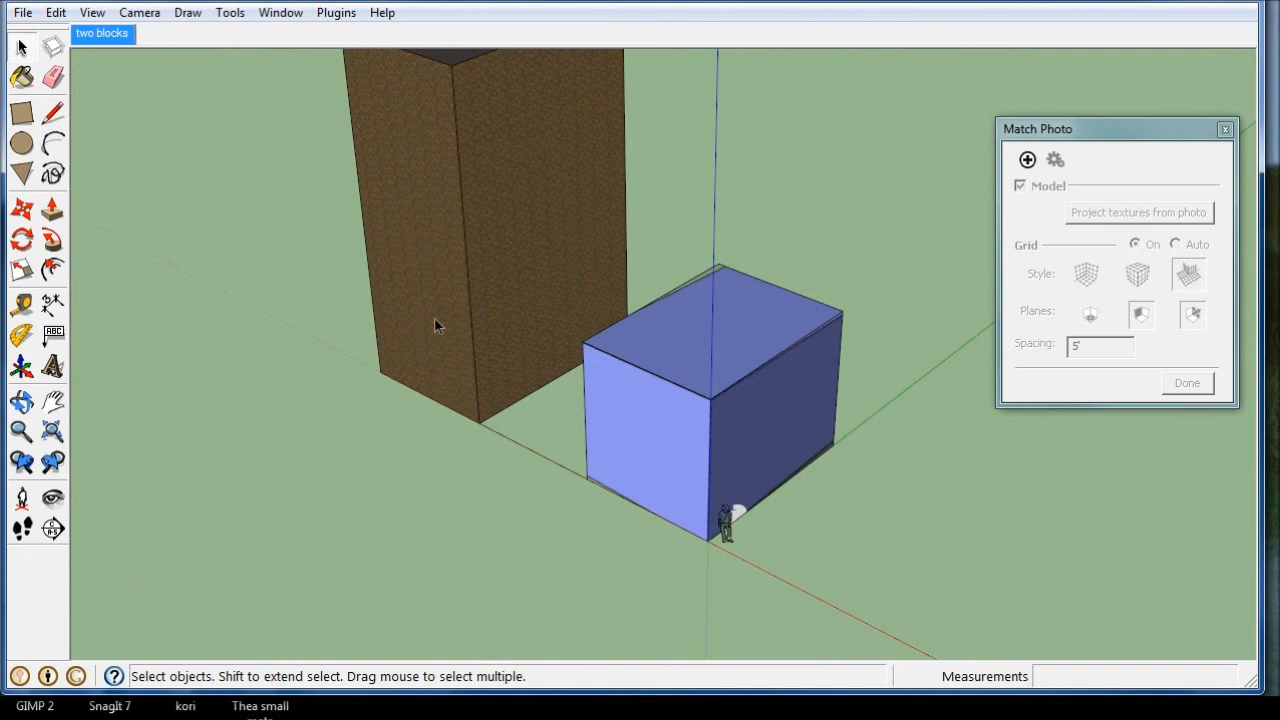 File Edit View Camera Draw Tools Window Plugins Help
two blocks
Match Photo
Model
Project textures from photo
Grid On Auto
Style:
Planes:
Spacing: 5'
Done
ABC
A
Select objects. Shift to extend select. Drag mouse to select multiple. Measurements
GIMP 2 SnagIt 7 kori Thea small